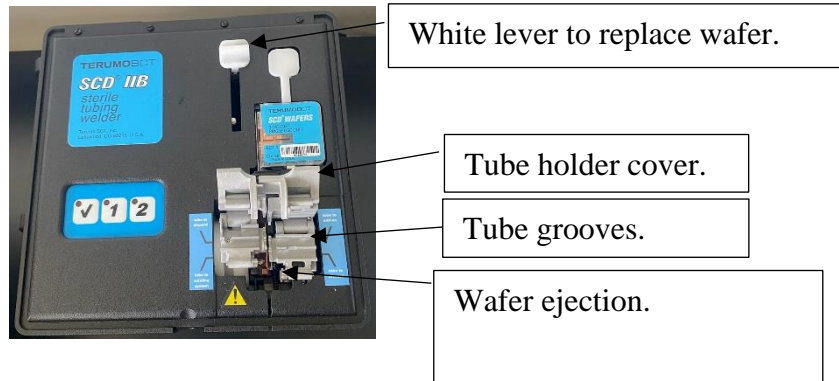 White lever to replace wafer.
TERUMOBCT
SCD® IIB
sterile
tubing
welder
TERUMOBCT
SCD® WAFERS
Tube holder cover.
√ 1 2
Tube grooves.
Wafer ejection.